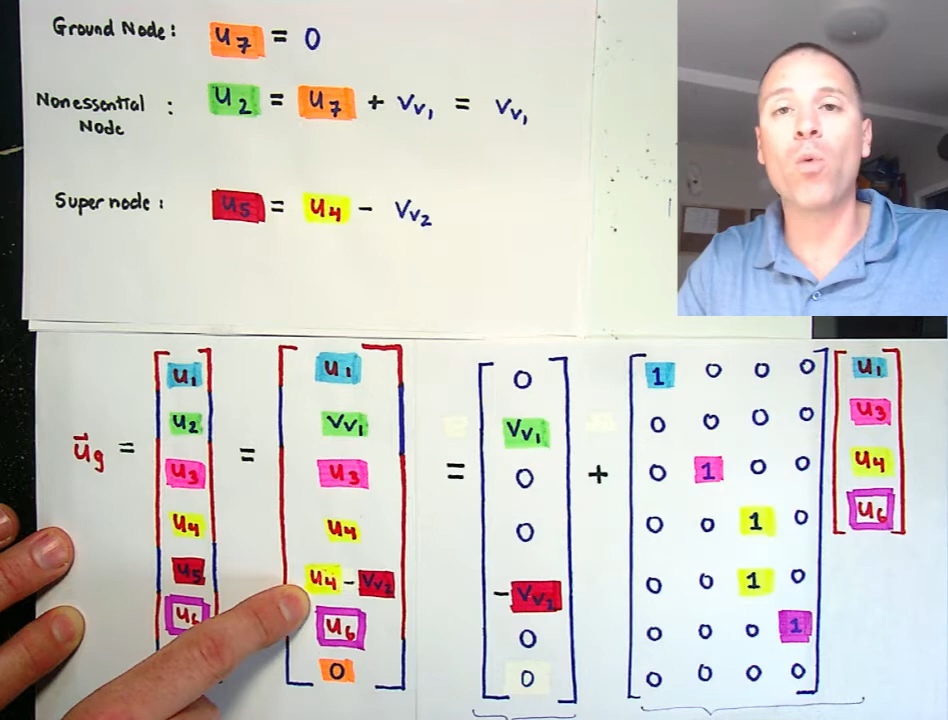 Ground Node: u7 = 0
Nonessential Node : u2 = u7 + Vv1 = Vv1
Super node: u5 = u4 - Vv2
u⃗g = [u1 u2 u3 u4 u5 u6] = [u1 Vv1 u3 u4 u4-Vv2 u6 0] = [0 Vv1 0 0 -Vv2 0 0] + [
1 0 0 0
0 0 0 0
0 1 0 0
0 0 1 0
0 0 1 0
0 0 0 1
0 0 0 0
] [u1 u3 u4 u6]